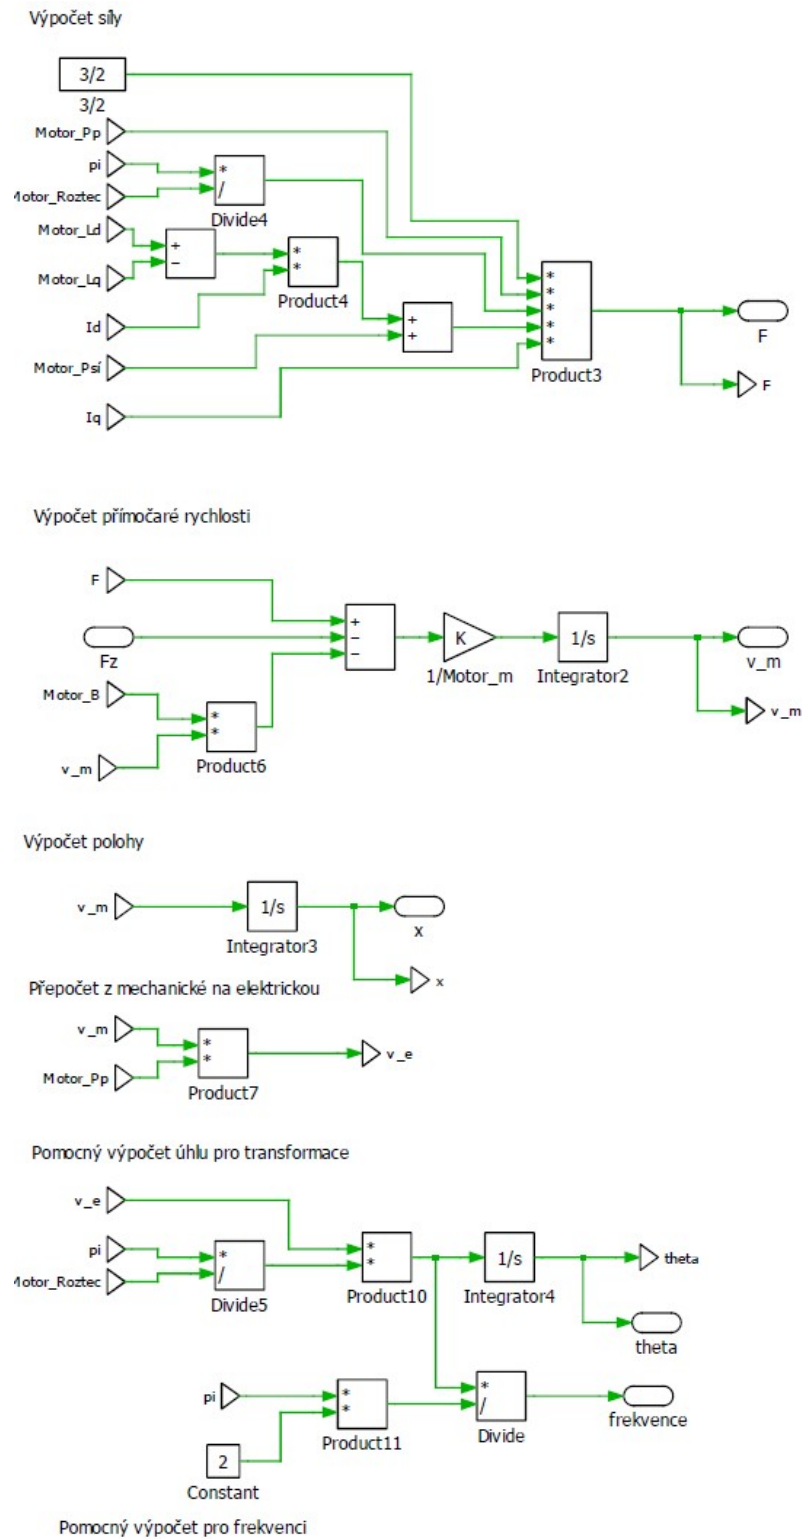 Výpočet síly
3/2
3/2
Motor_Pp
pi
*
/
Motor_Roztec
Divide4
Motor_Ld
+
−
*
*
Motor_Lq
Product4
Id
+
+
*
*
*
*
*
F
Motor_Psí
Product3
F
Iq
Výpočet přímočaré rychlosti
F
+
−
−
K
1/s
Fz
1/Motor_m
Integrator2
v_m
Motor_B
*
*
v_m
v_m
Product6
Výpočet polohy
v_m
1/s
Integrator3
x
x
Přepočet z mechanické na elektrickou
v_m
*
*
v_e
Motor_Pp
Product7
Pomocný výpočet úhlu pro transformace
v_e
pi
*
/
*
*
1/s
theta
Motor_Roztec
Divide5
Product10
Integrator4
theta
pi
*
*
*
/
Product11
Divide
frekvence
2
Constant
Pomocný výpočet pro frekvenci